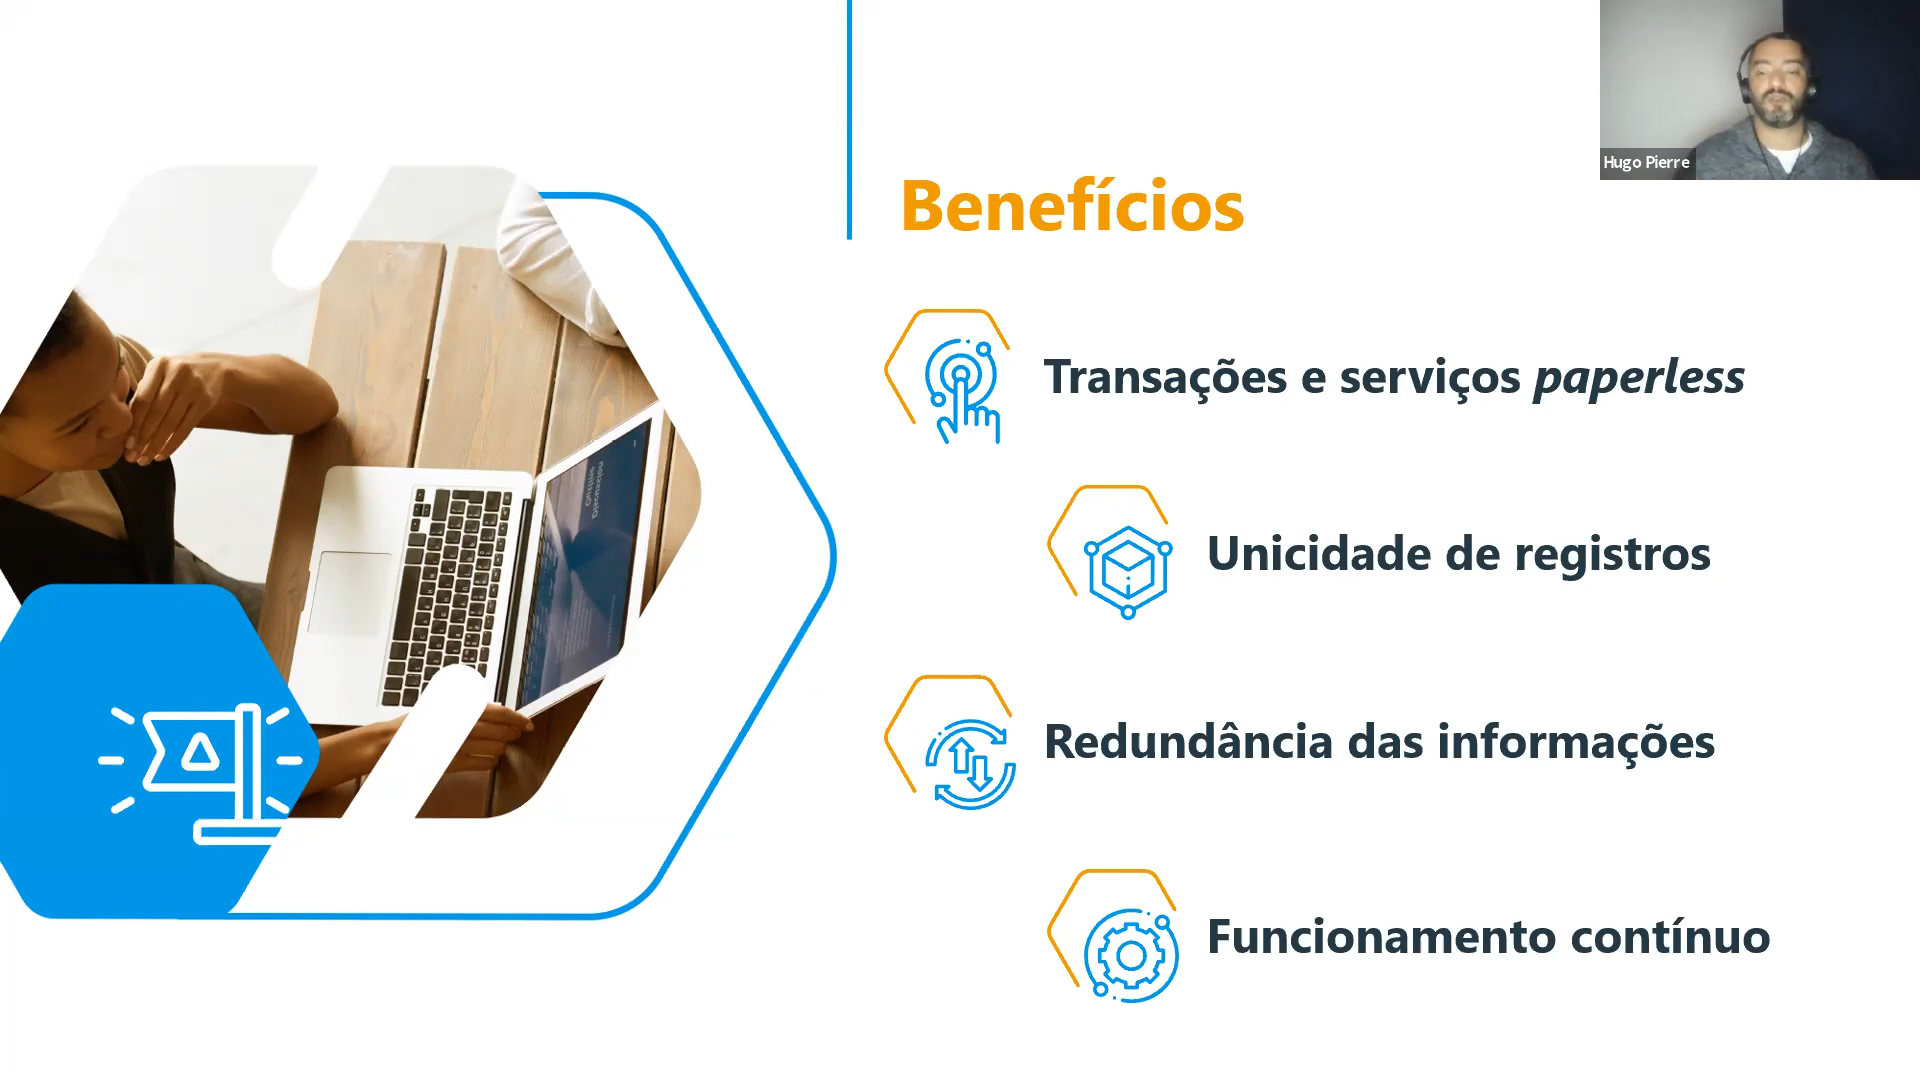 Hugo Pierre
Benefícios
Transações e serviços paperless
Unicidade de registros
Redundância das informações
Funcionamento contínuo